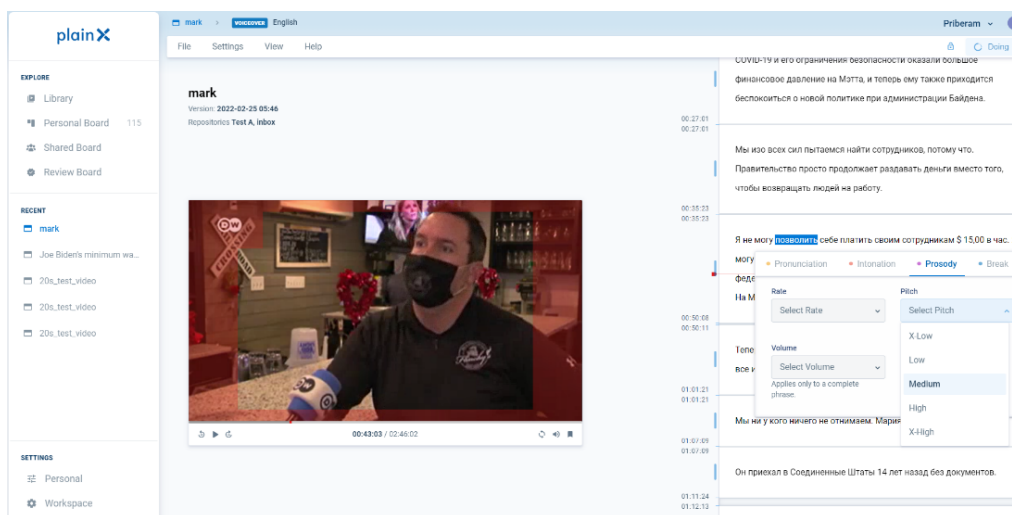 plain X
mark > VOICEOVER English
Priberam
File Settings View Help
Doing
EXPLORE
Library
Personal Board 115
Shared Board
Review Board
RECENT
mark
Joe Biden's minimum wa...
20s_test_video
20s_test_video
20s_test_video
SETTINGS
Personal
Workspace
mark
Version: 2022-02-25 05:46
Repositories Test A, inbox
DW
CROSSING
00:43:03 / 02:46:02
COVID-19 и его ограничения безопасности оказали большое
финансовое давление на Мэтта, и теперь ему также приходится
беспокоиться о новой политике при администрации Байдена.
00:27:01
00:27:01
Мы изо всех сил пытаемся найти сотрудников, потому что.
Правительство просто продолжает раздавать деньги вместо того,
чтобы возвращать людей на работу.
00:35:23
00:35:23
Я не могу позволить себе платить своим сотрудникам $ 15,00 в час.
могу
феде
На М
Pronunciation Intonation Prosody Break
Rate
Select Rate
Pitch
Select Pitch
X-Low
Low
Medium
High
X-High
Volume
Select Volume
Applies only to a complete
phrase.
00:50:08
00:50:11
Тепе
все и
01:01:21
01:01:21
Мы ни у кого ничего не отнимаем. Мария
01:07:09
01:07:09
Он приехал в Соединенные Штаты 14 лет назад без документов.
01:11:24
01:12:13